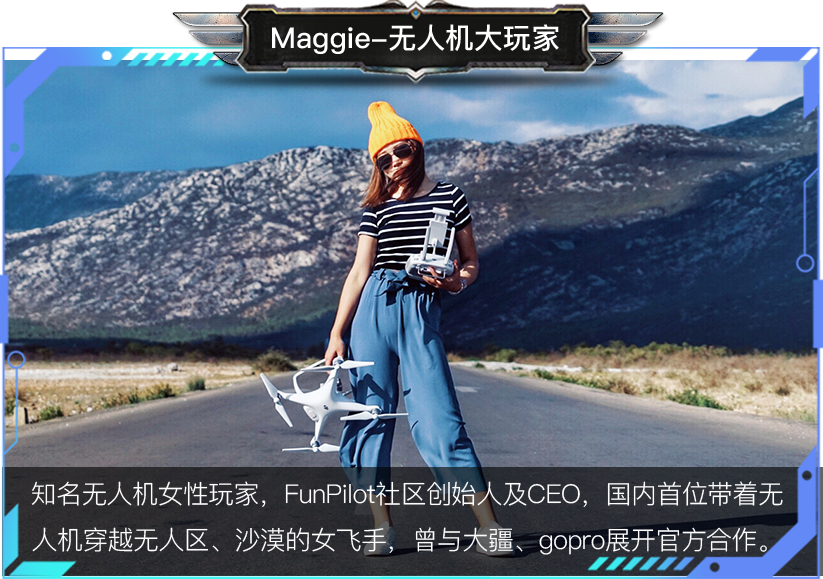 Maggie-无人机大玩家
知名无人机女性玩家，FunPilot社区创始人及CEO，国内首位带着无
人机穿越无人区、沙漠的女飞手，曾与大疆、gopro展开官方合作。